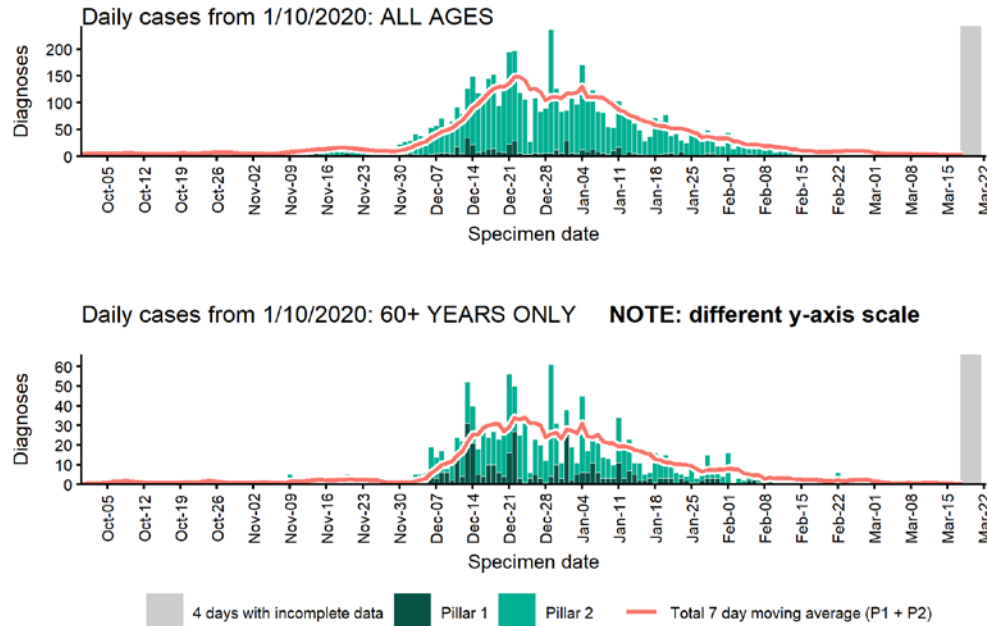 Daily cases from 1/10/2020: ALL AGES
Diagnoses
200
150
100
50
0
Oct-05 Oct-12 Oct-19 Oct-26 Nov-02 Nov-09 Nov-16 Nov-23 Nov-30 Dec-07 Dec-14 Dec-21 Dec-28 Jan-04 Jan-11 Jan-18 Jan-25 Feb-01 Feb-08 Feb-15 Feb-22 Mar-01 Mar-08 Mar-15 Mar-22
Specimen date
Daily cases from 1/10/2020: 60+ YEARS ONLY NOTE: different y-axis scale
Diagnoses
60
50
40
30
20
10
0
Oct-05 Oct-12 Oct-19 Oct-26 Nov-02 Nov-09 Nov-16 Nov-23 Nov-30 Dec-07 Dec-14 Dec-21 Dec-28 Jan-04 Jan-11 Jan-18 Jan-25 Feb-01 Feb-08 Feb-15 Feb-22 Mar-01 Mar-08 Mar-15 Mar-22
Specimen date
4 days with incomplete data Pillar 1 Pillar 2 Total 7 day moving average (P1 + P2)